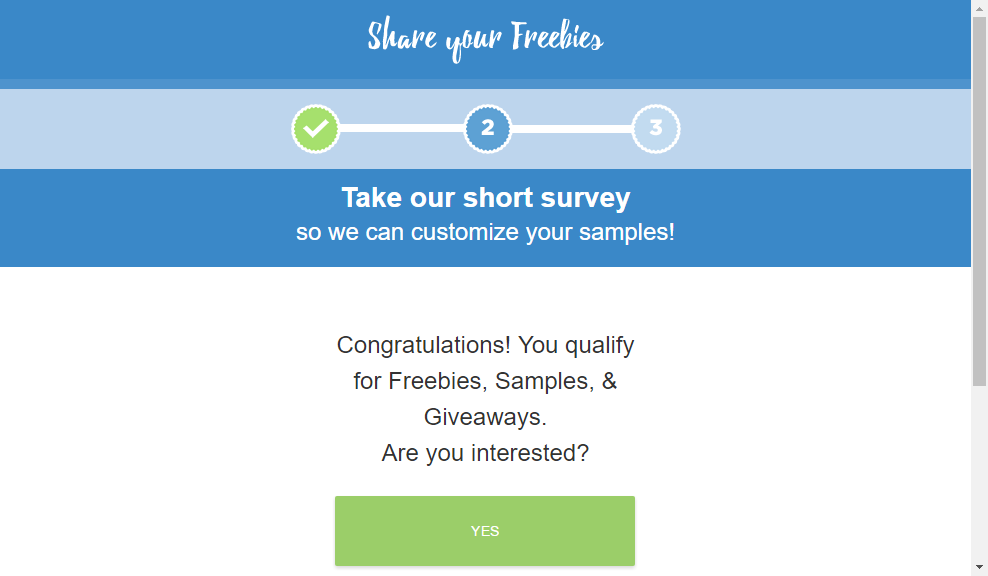 Share your Freebies
2
3
Take our short survey
so we can customize your samples!
Congratulations! You qualify
for Freebies, Samples, &
Giveaways.
Are you interested?
YES